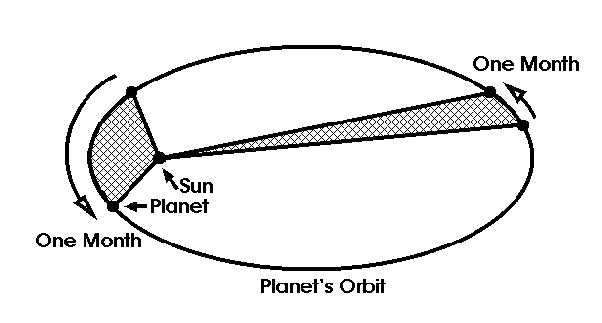 One Month
Sun
Planet
One Month
Planet's Orbit